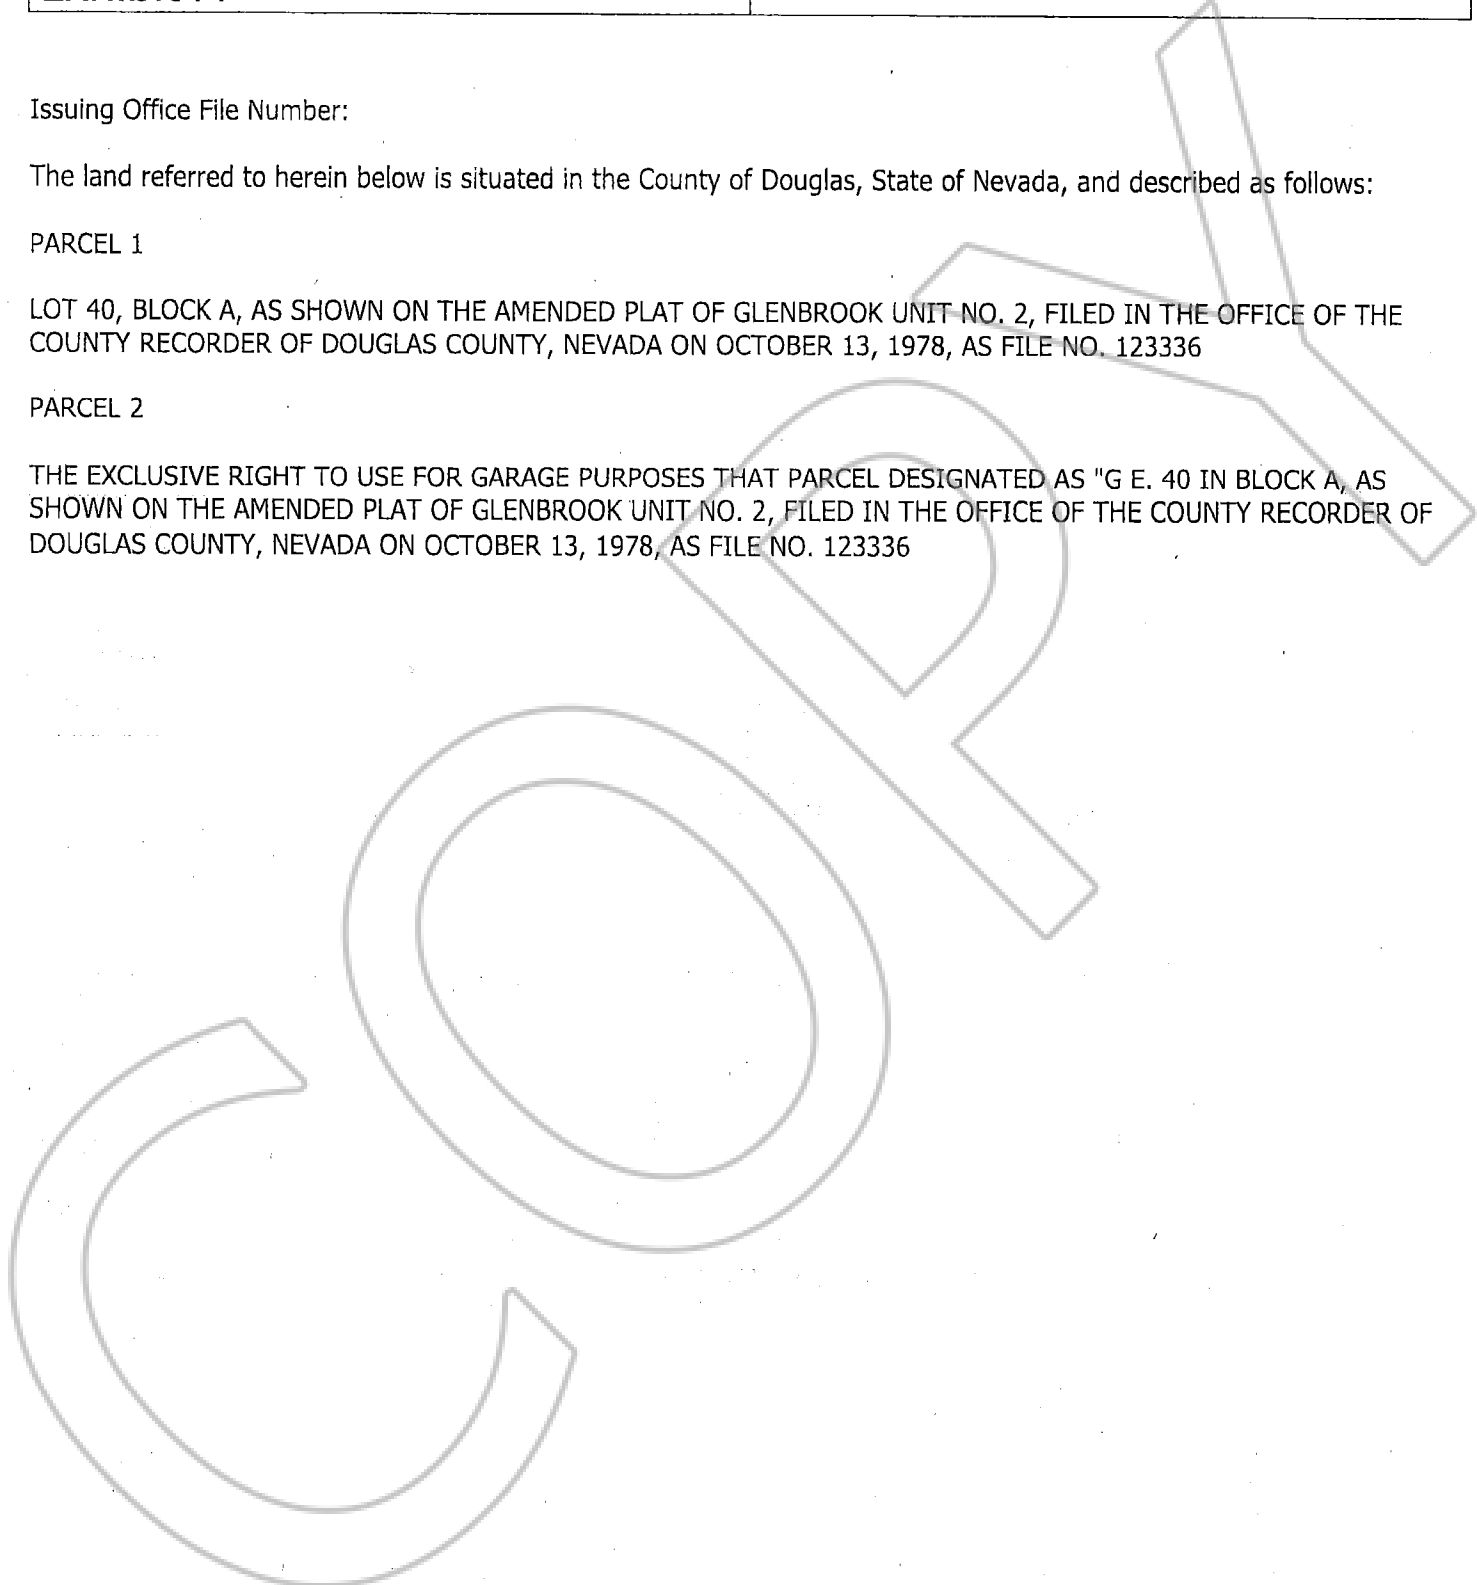 Issuing Office File Number:
The land referred to herein below is situated in the County of Douglas, State of Nevada, and described as follows:
PARCEL 1
LOT 40, BLOCK A, AS SHOWN ON THE AMENDED PLAT OF GLENBROOK UNIT NO. 2, FILED IN THE OFFICE OF THE
COUNTY RECORDER OF DOUGLAS COUNTY, NEVADA ON OCTOBER 13, 1978, AS FILE NO. 123336
PARCEL 2
THE EXCLUSIVE RIGHT TO USE FOR GARAGE PURPOSES THAT PARCEL DESIGNATED AS "G E. 40 IN BLOCK A, AS
SHOWN ON THE AMENDED PLAT OF GLENBROOK UNIT NO. 2, FILED IN THE OFFICE OF THE COUNTY RECORDER OF
DOUGLAS COUNTY, NEVADA ON OCTOBER 13, 1978, AS FILE NO. 123336
COPY